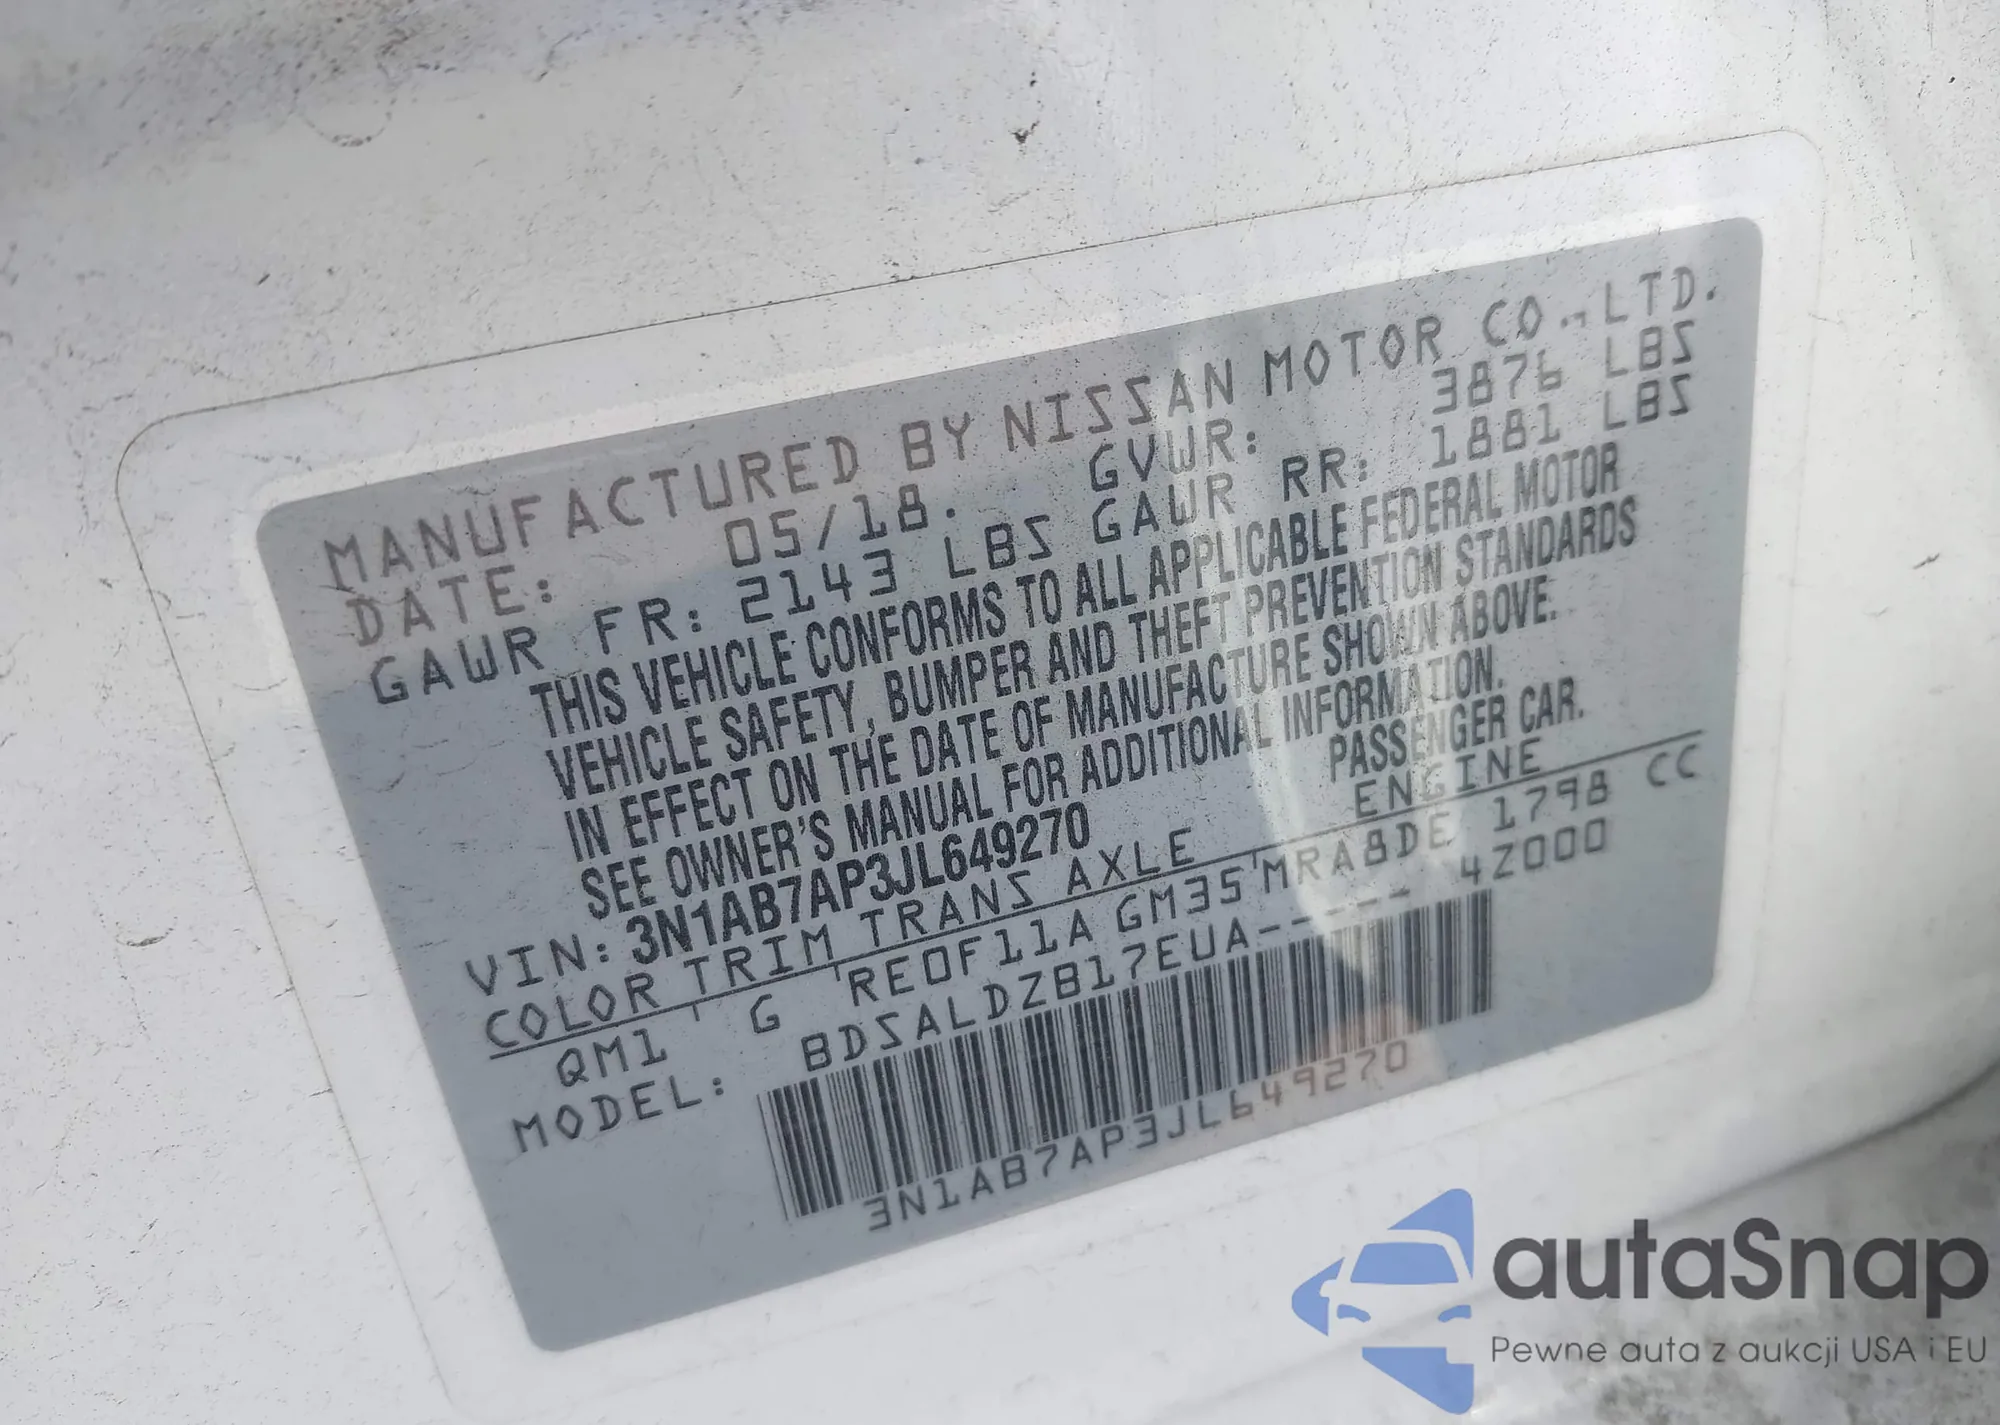 MANUFACTURED BY NISSAN MOTOR CO.,LTD.
DATE: 05/18. GVWR: 3876 LBS
GAWR FR: 2143 LBS GAWR RR: 1881 LBS
THIS VEHICLE CONFORMS TO ALL APPLICABLE FEDERAL MOTOR
VEHICLE SAFETY, BUMPER AND THEFT PREVENTION STANDARDS
IN EFFECT ON THE DATE OF MANUFACTURE SHOWN ABOVE.
SEE OWNER'S MANUAL FOR ADDITIONAL INFORMATION.
VIN: 3N1AB7AP3JL649270 PASSENGER CAR.
COLOR TRIM TRANS AXLE ENGINE
QM1 G RE0F11A GM35 MRA8DE 1798 CC
MODEL: BDSALDZB17EUA----- 4Z000
3N1AB7AP3JL649270
autaSnap
Pewne auta z aukcji USA i EU